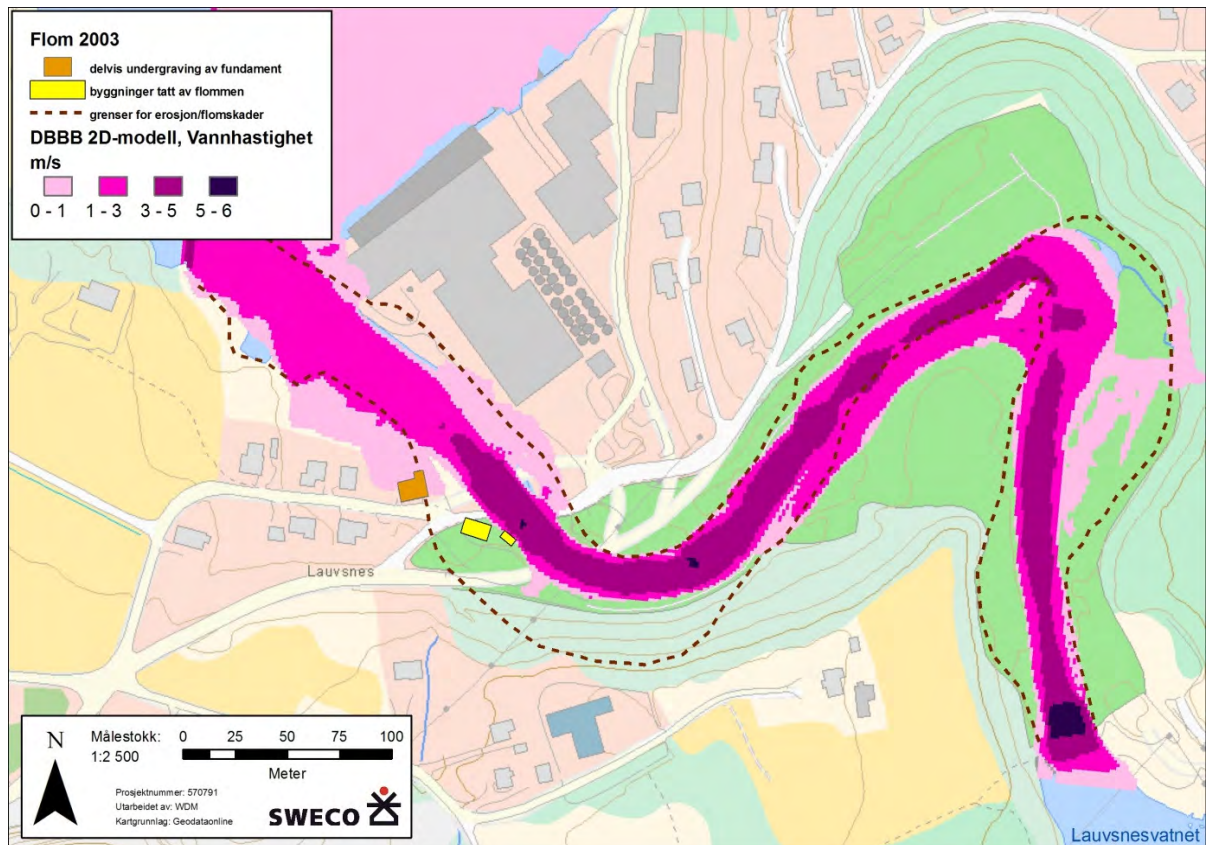 Flom 2003
delvis undergraving av fundament
byggninger tatt av flommen
grenser for erosjon/flomskader
DBBB 2D-modell, Vannhastighet
m/s
0 - 1 1 - 3 3 - 5 5 - 6
Lauvsnes
N Målestokk: 0 25 50 75 100
1:2 500
Meter
Prosjektnummer: 570791
Utarbeidet av: WDM
Kartgrunnlag: Geodataonline
SWECO
Lauvsnesvatnet